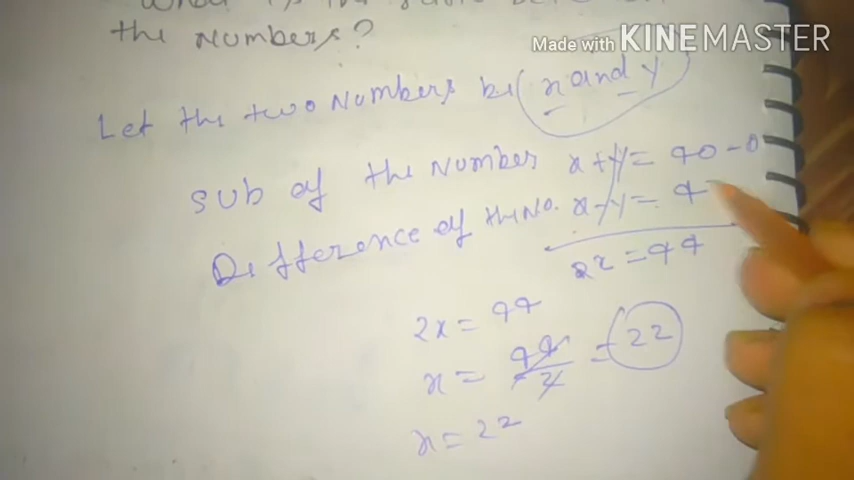 the Numbers?
Made with KINEMASTER
Let the two Numbers be x and y
Sub of the Number x+y = 40 -0
Difference of the No. x-y = 4
2x = 44
2x = 44
x = 44/2 = 22
x = 22